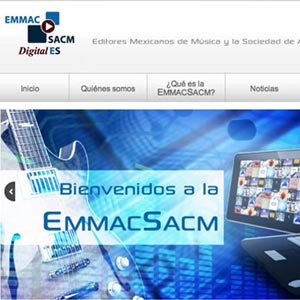 EMMAC
SACM
Digital ES
Editores Mexicanos de Música y la Sociedad de A
Inicio
Quiénes somos
¿Qué es la
EMMACSACM?
Noticias
Bienvenidos a la
EMMACSACM